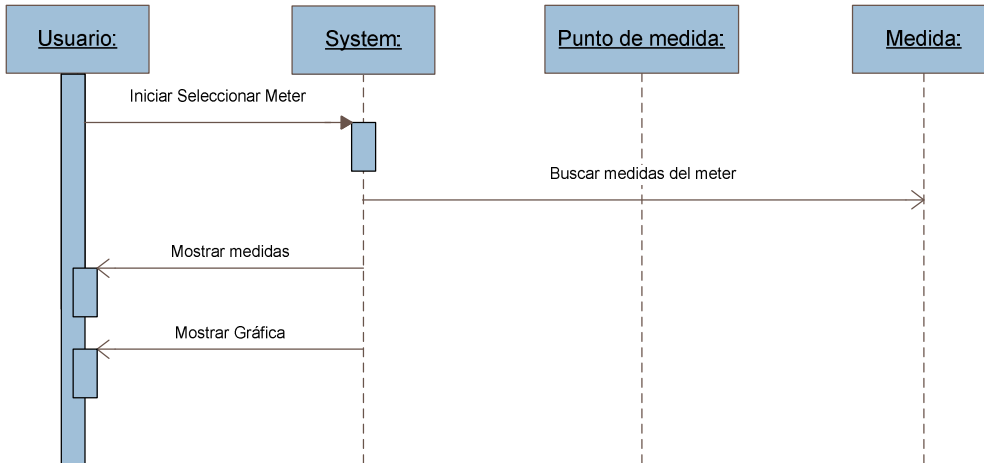 Usuario:
System:
Punto de medida:
Medida:
Iniciar Seleccionar Meter
Buscar medidas del meter
Mostrar medidas
Mostrar Gráfica